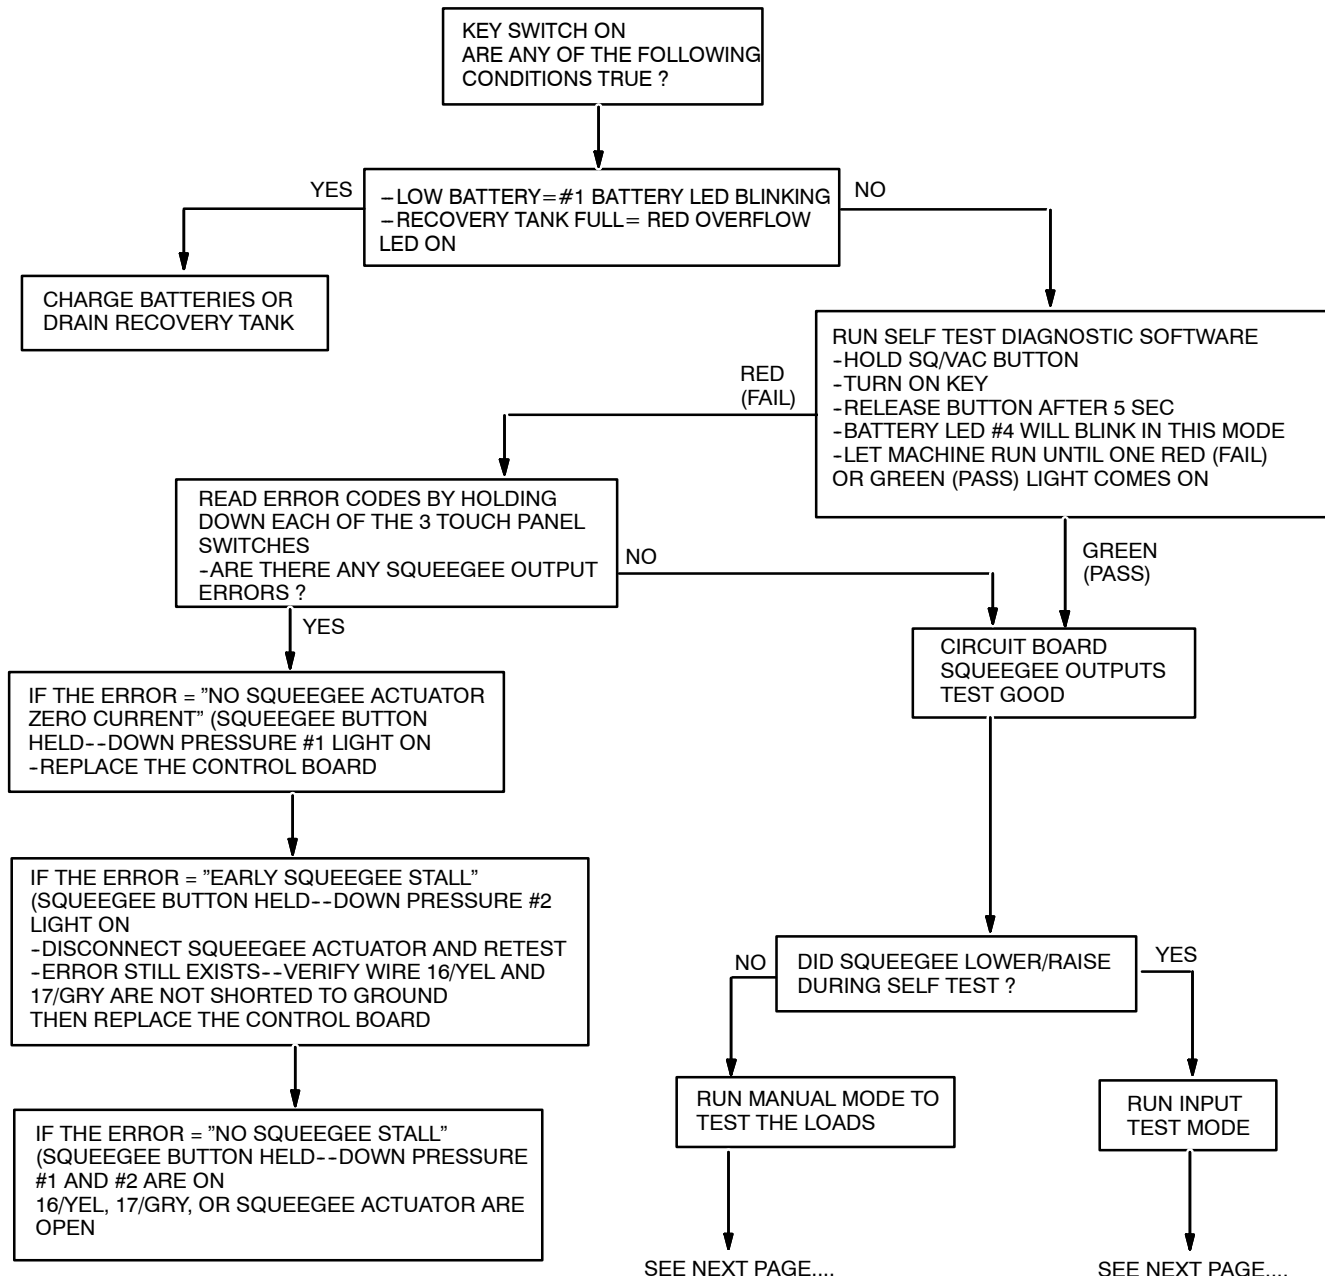 KEY SWITCH ON
ARE ANY OF THE FOLLOWING
CONDITIONS TRUE ?
YES
--LOW BATTERY=#1 BATTERY LED BLINKING
--RECOVERY TANK FULL= RED OVERFLOW
LED ON
NO
CHARGE BATTERIES OR
DRAIN RECOVERY TANK
RUN SELF TEST DIAGNOSTIC SOFTWARE
-HOLD SQ/VAC BUTTON
-TURN ON KEY
-RELEASE BUTTON AFTER 5 SEC
-BATTERY LED #4 WILL BLINK IN THIS MODE
-LET MACHINE RUN UNTIL ONE RED (FAIL)
OR GREEN (PASS) LIGHT COMES ON
RED
(FAIL)
READ ERROR CODES BY HOLDING
DOWN EACH OF THE 3 TOUCH PANEL
SWITCHES
-ARE THERE ANY SQUEEGEE OUTPUT
ERRORS ?
NO
GREEN
(PASS)
YES
CIRCUIT BOARD
SQUEEGEE OUTPUTS
TEST GOOD
IF THE ERROR = ”NO SQUEEGEE ACTUATOR
ZERO CURRENT” (SQUEEGEE BUTTON
HELD--DOWN PRESSURE #1 LIGHT ON
-REPLACE THE CONTROL BOARD
IF THE ERROR = ”EARLY SQUEEGEE STALL”
(SQUEEGEE BUTTON HELD--DOWN PRESSURE #2
LIGHT ON
-DISCONNECT SQUEEGEE ACTUATOR AND RETEST
-ERROR STILL EXISTS--VERIFY WIRE 16/YEL AND
17/GRY ARE NOT SHORTED TO GROUND
THEN REPLACE THE CONTROL BOARD
NO
DID SQUEEGEE LOWER/RAISE
DURING SELF TEST ?
YES
IF THE ERROR = ”NO SQUEEGEE STALL”
(SQUEEGEE BUTTON HELD--DOWN PRESSURE
#1 AND #2 ARE ON
16/YEL, 17/GRY, OR SQUEEGEE ACTUATOR ARE
OPEN
RUN MANUAL MODE TO
TEST THE LOADS
RUN INPUT
TEST MODE
SEE NEXT PAGE....
SEE NEXT PAGE....